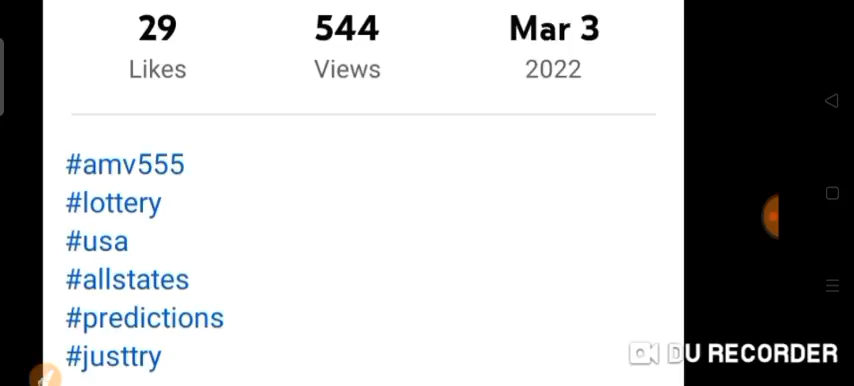 29 544 Mar 3
Likes Views 2022
#amv555
#lottery
#usa
#allstates
#predictions
#justtry
DU RECORDER